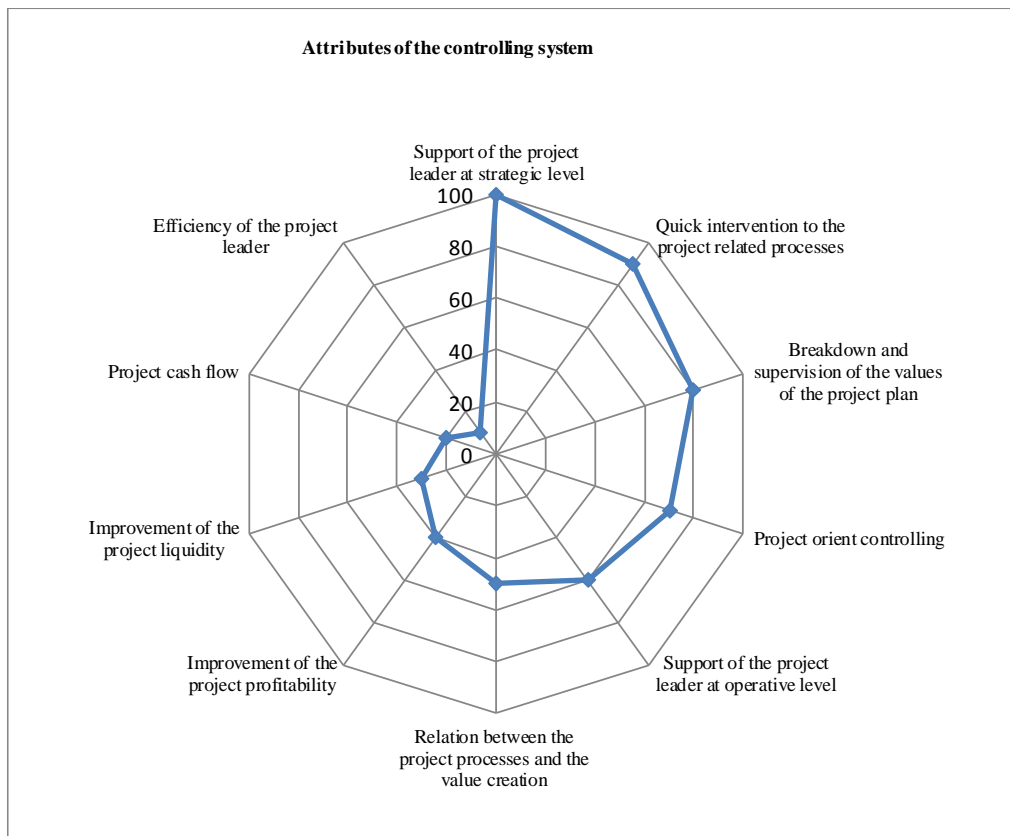 Attributes of the controlling system
Support of the project
leader at strategic level
100
80
60
40
20
0
Quick intervention to the
project related processes
Breakdown and
supervision of the values
of the project plan
Project orient controlling
Support of the project
leader at operative level
Relation between the
project processes and the
value creation
Improvement of the
project profitability
Improvement of the
project liquidity
Project cash flow
Efficiency of the project
leader